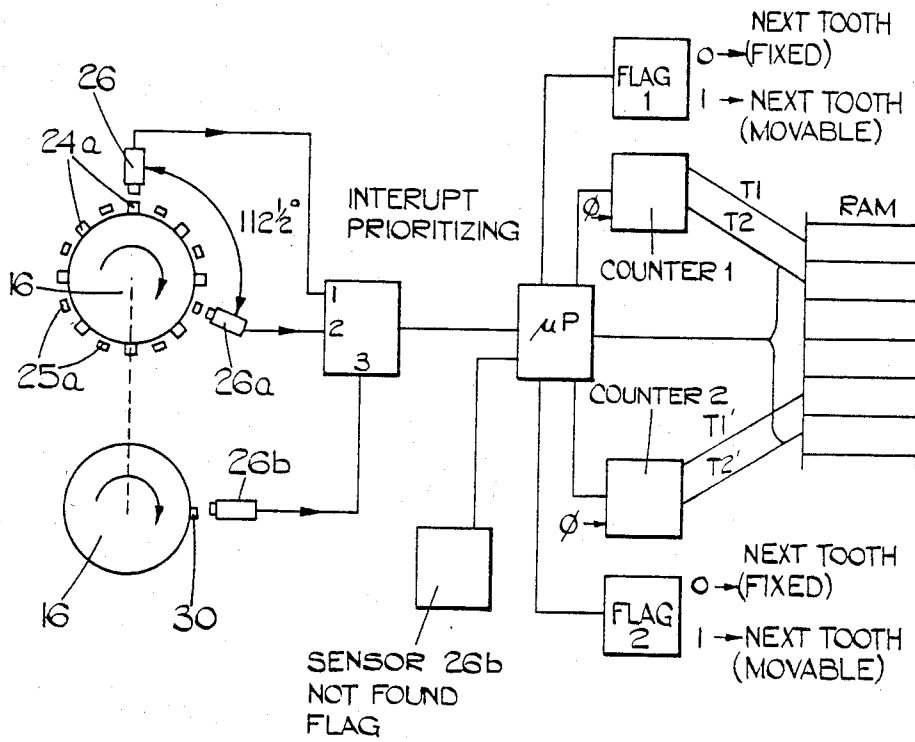 NEXT TOOTH
0 → (FIXED)
FLAG
1
1 → NEXT TOOTH
(MOVABLE)
26
24a
112½°
INTERUPT
PRIORITIZING
T1
T2
RAM
ϕ
COUNTER 1
16
1
2
3
μP
25a
26a
COUNTER 2
T1'
T2'
26b
ϕ
16
30
NEXT TOOTH
0 → (FIXED)
FLAG
2
1 → NEXT TOOTH
(MOVABLE)
SENSOR 26b
NOT FOUND
FLAG